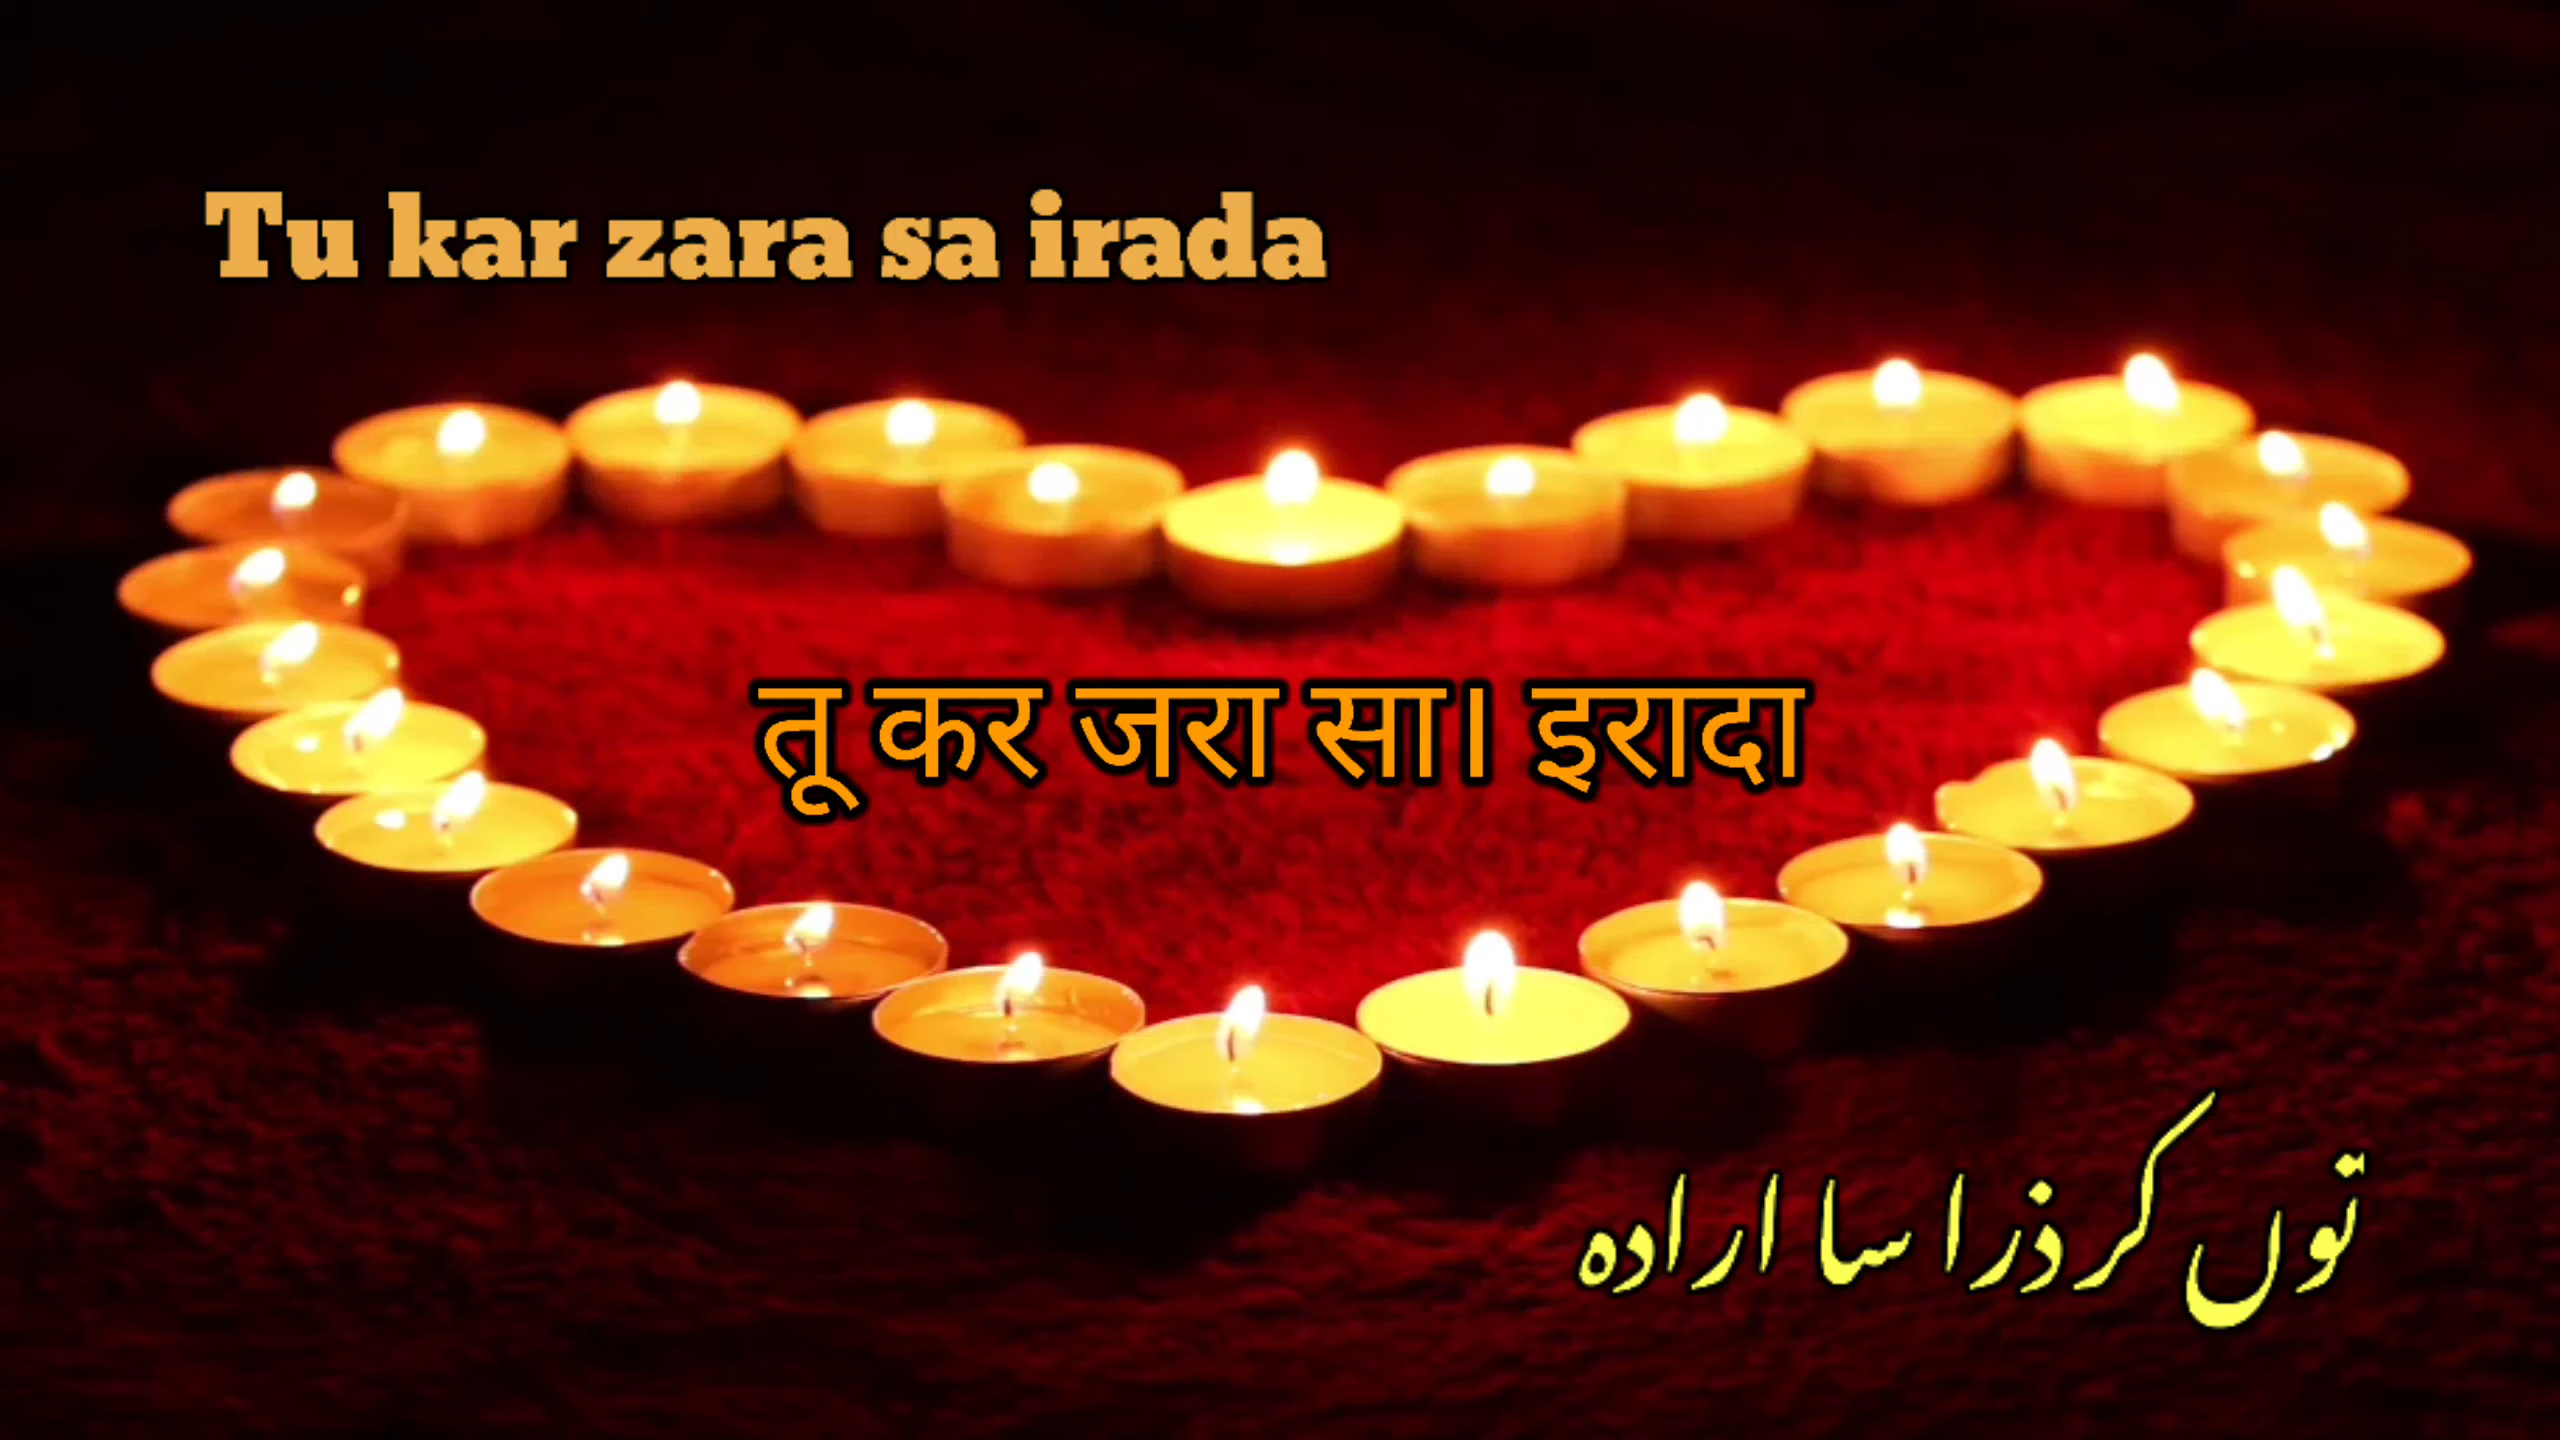 Tu kar zara sa irada
तू कर जरा सा। इरादा
توں کر ذرا سا ارادہ